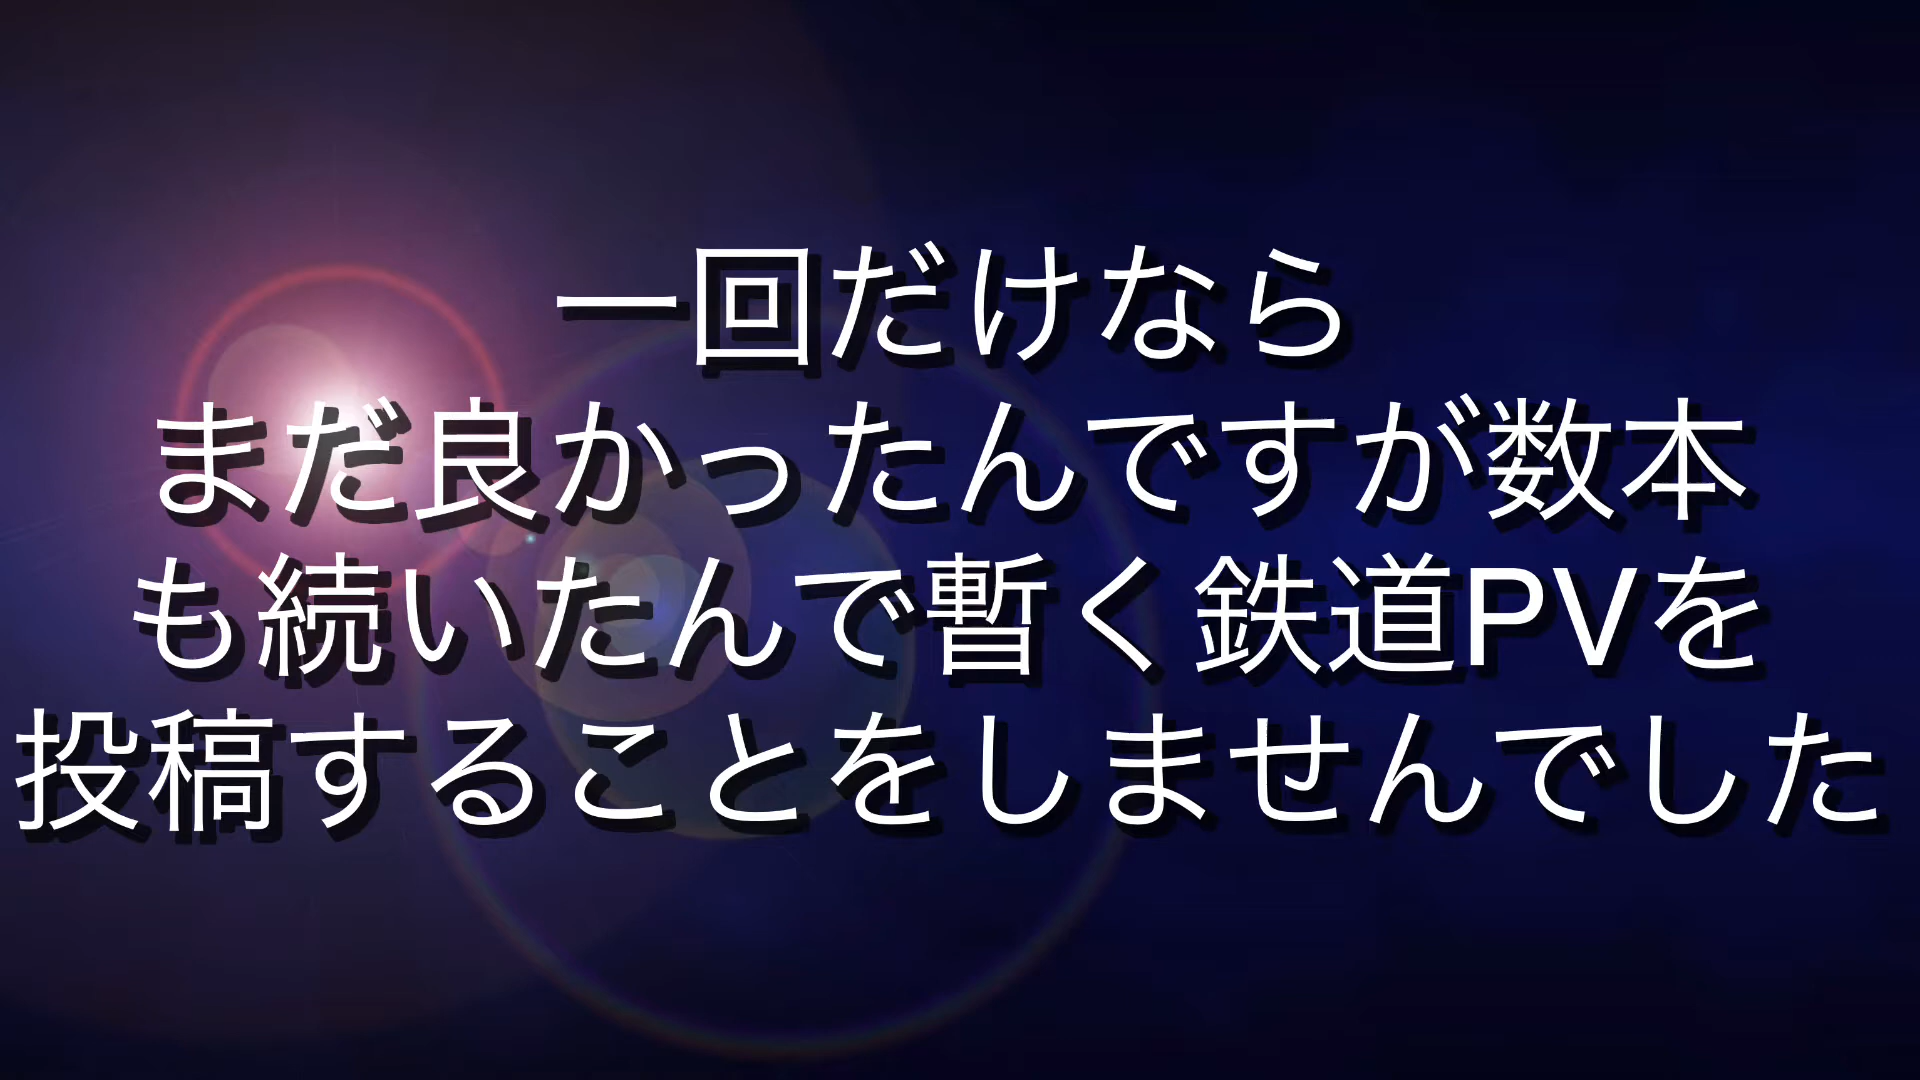 一回だけなら
まだ良かったんですが数本
も続いたんで暫く鉄道PVを
投稿することをしませんでした